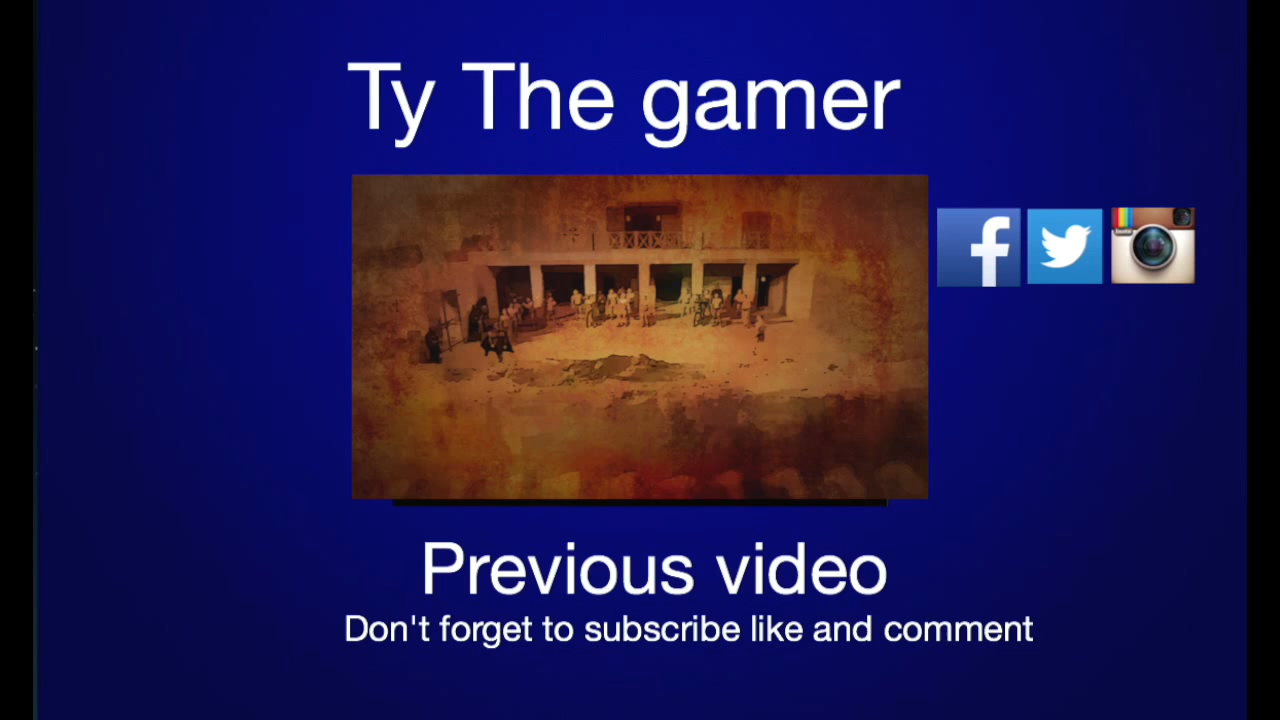 Ty The gamer
Previous video
Don't forget to subscribe like and comment